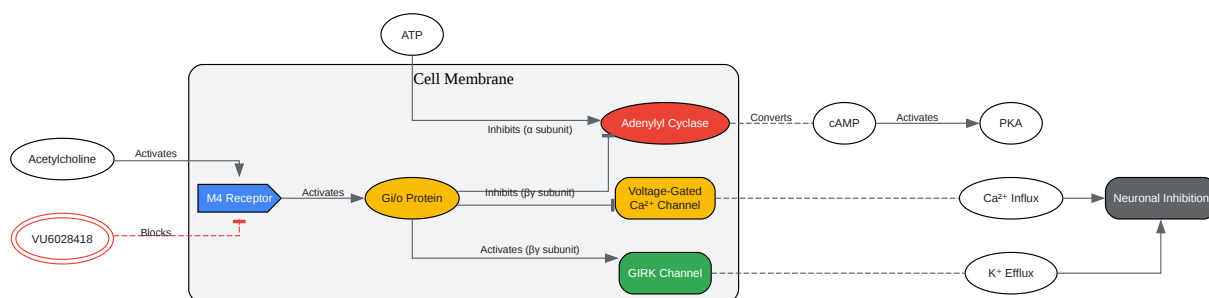 ATP
Cell Membrane
Inhibits (α subunit)
Adenylyl Cyclase
Converts
cAMP
Activates
PKA
Acetylcholine
Activates
M4 Receptor
Activates
Gi/o Protein
Inhibits (βγ subunit)
Voltage-Gated
Ca²⁺ Channel
Ca²⁺ Influx
Neuronal Inhibition
VU6028418
Blocks
Activates (βγ subunit)
GIRK Channel
K⁺ Efflux